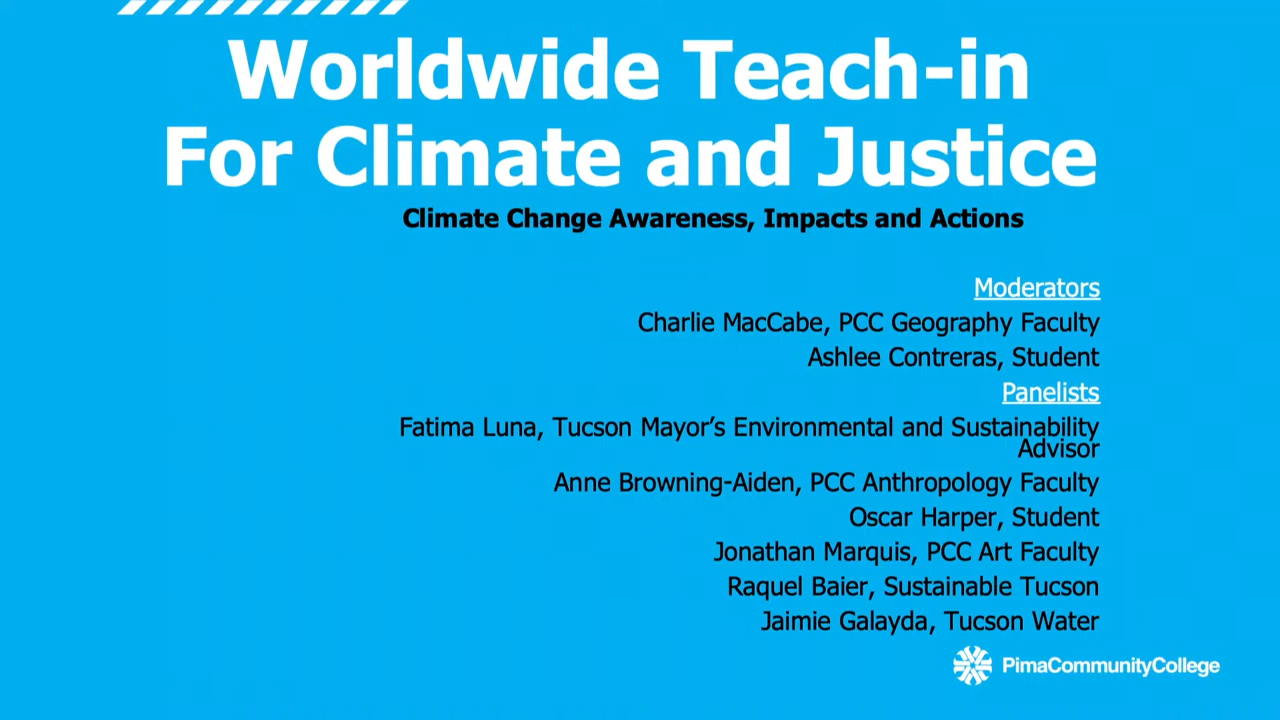 Worldwide Teach-in
For Climate and Justice
Climate Change Awareness, Impacts and Actions
Moderators
Charlie MacCabe, PCC Geography Faculty
Ashlee Contreras, Student
Panelists
Fatima Luna, Tucson Mayor’s Environmental and Sustainability
Advisor
Anne Browning-Aiden, PCC Anthropology Faculty
Oscar Harper, Student
Jonathan Marquis, PCC Art Faculty
Raquel Baier, Sustainable Tucson
Jaimie Galayda, Tucson Water
PimaCommunityCollege